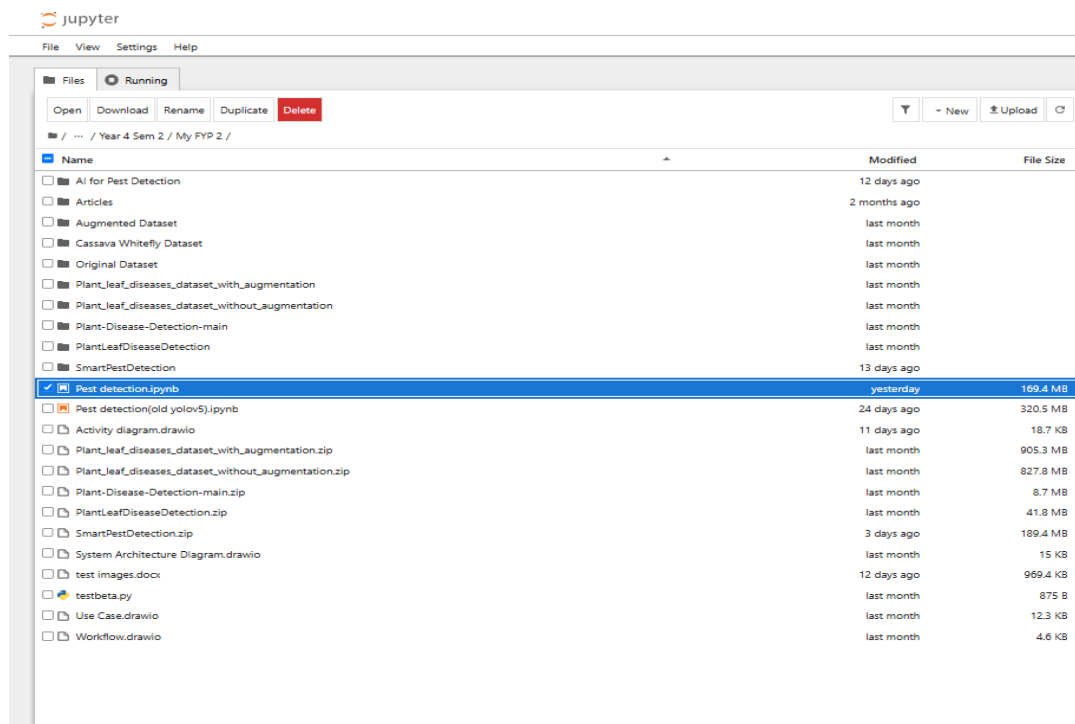 jupyter
File View Settings Help
Files Running
Open Download Rename Duplicate Delete New Upload
/ ··· / Year 4 Sem 2 / My FYP 2 /
Name Modified File Size
AI for Pest Detection 12 days ago
Articles 2 months ago
Augmented Dataset last month
Cassava Whitefly Dataset last month
Original Dataset last month
Plant_leaf_diseases_dataset_with_augmentation last month
Plant_leaf_diseases_dataset_without_augmentation last month
Plant-Disease-Detection-main last month
PlantLeafDiseaseDetection last month
SmartPestDetection 13 days ago
Pest detection.ipynb yesterday 169.4 MB
Pest detection(old yolov5).ipynb 24 days ago 320.5 MB
Activity diagram.drawio 11 days ago 18.7 KB
Plant_leaf_diseases_dataset_with_augmentation.zip last month 905.3 MB
Plant_leaf_diseases_dataset_without_augmentation.zip last month 827.8 MB
Plant-Disease-Detection-main.zip last month 8.7 MB
PlantLeafDiseaseDetection.zip last month 41.8 MB
SmartPestDetection.zip 3 days ago 189.4 MB
System Architecture Diagram.drawio last month 15 KB
test images.docx 12 days ago 969.4 KB
testbeta.py last month 875 B
Use Case.drawio last month 12.3 KB
Workflow.drawio last month 4.6 KB